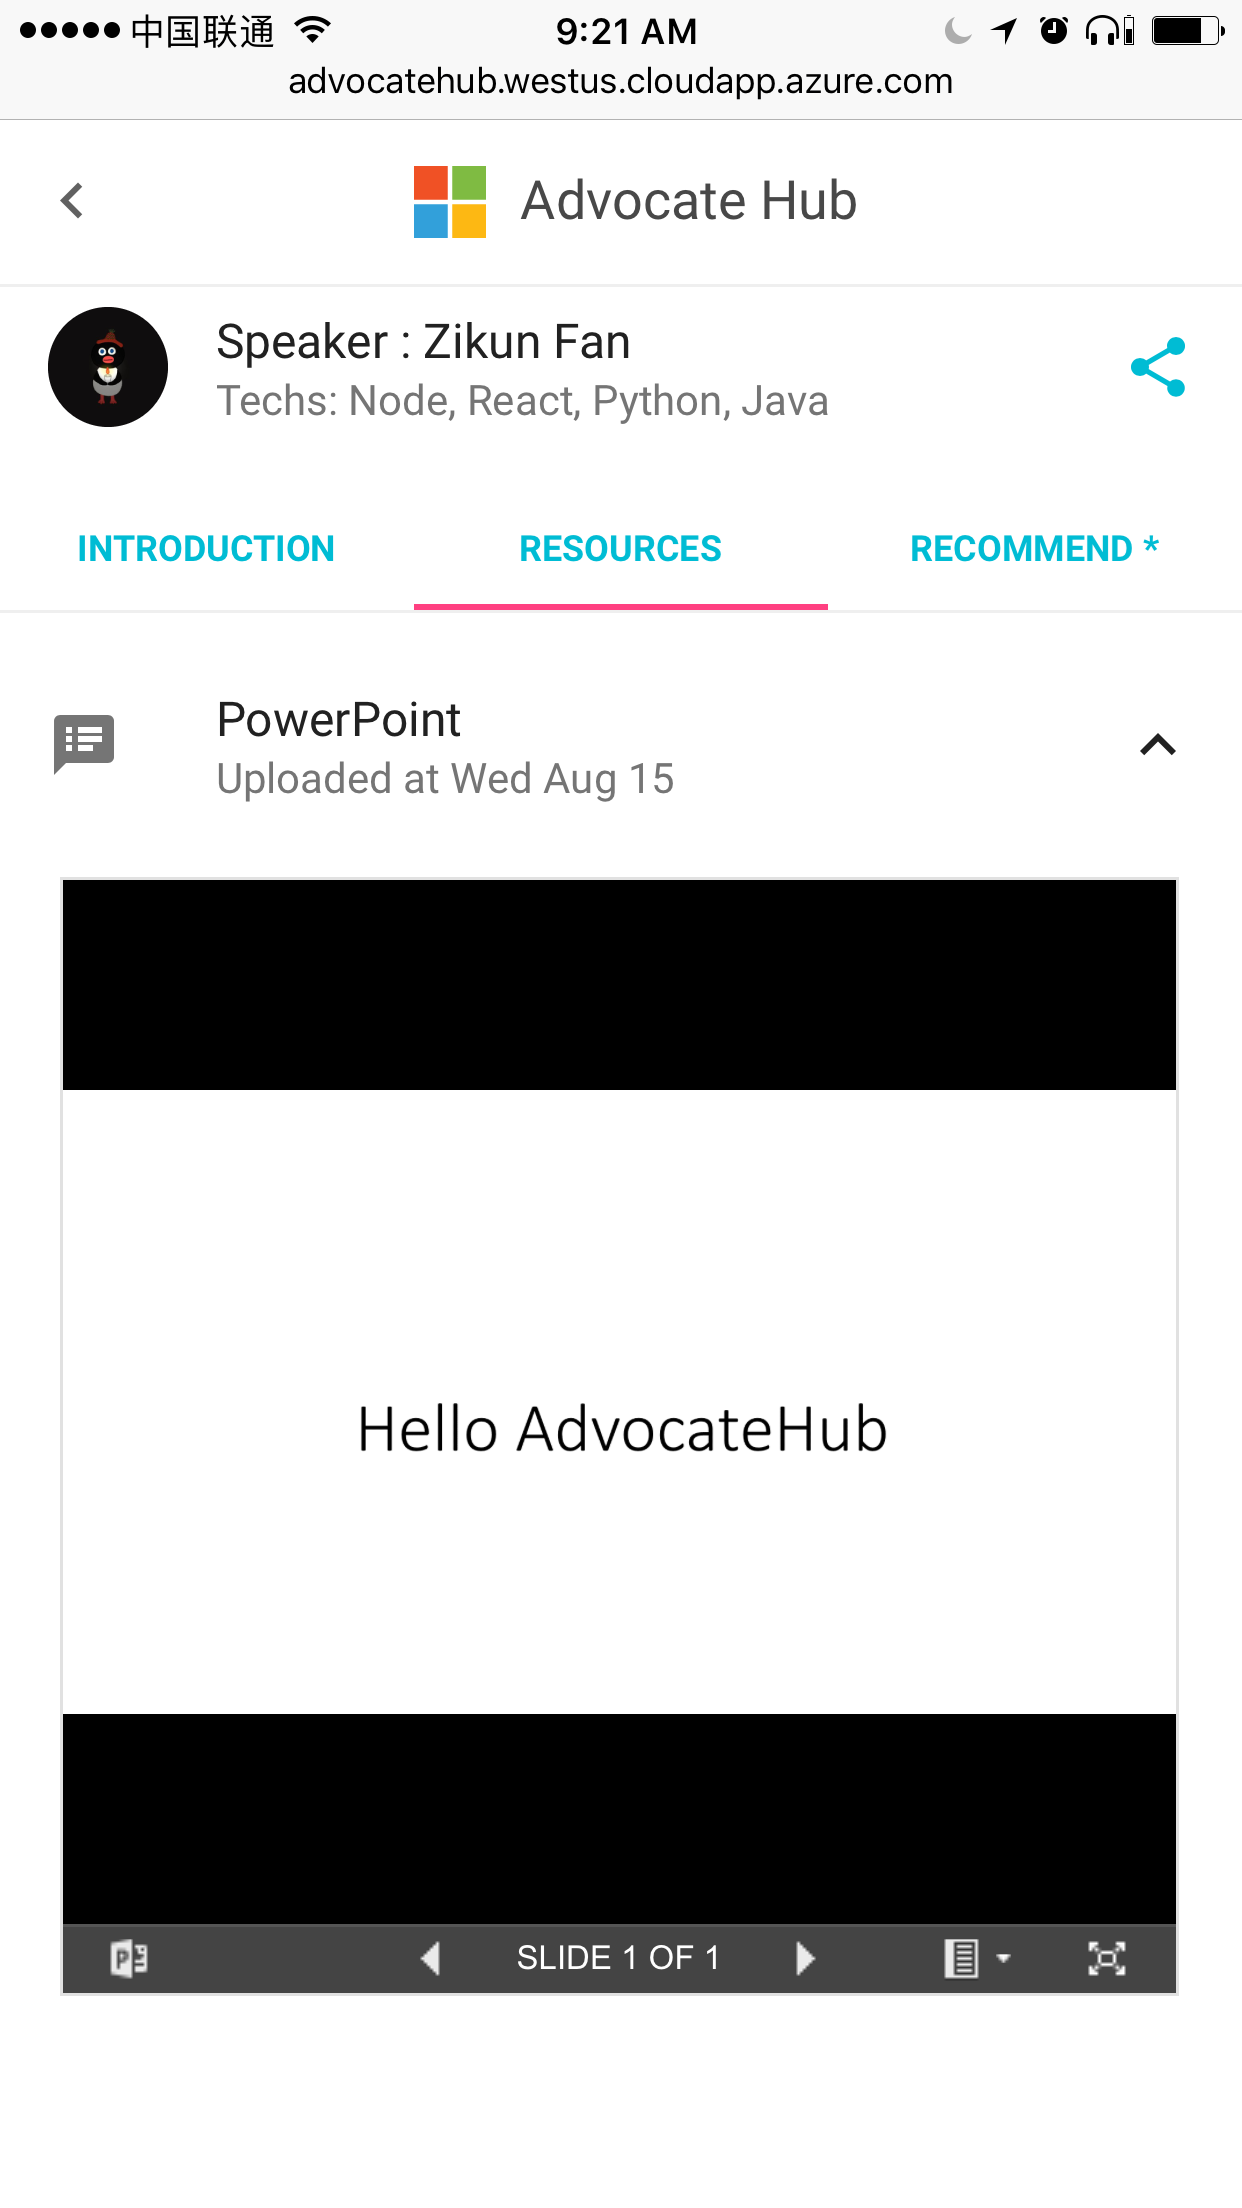 中国联通 9:21 AM
advocatehub.westus.cloudapp.azure.com
Advocate Hub
Speaker : Zikun Fan
Techs: Node, React, Python, Java
INTRODUCTION RESOURCES RECOMMEND *
PowerPoint
Uploaded at Wed Aug 15
Hello AdvocateHub
SLIDE 1 OF 1